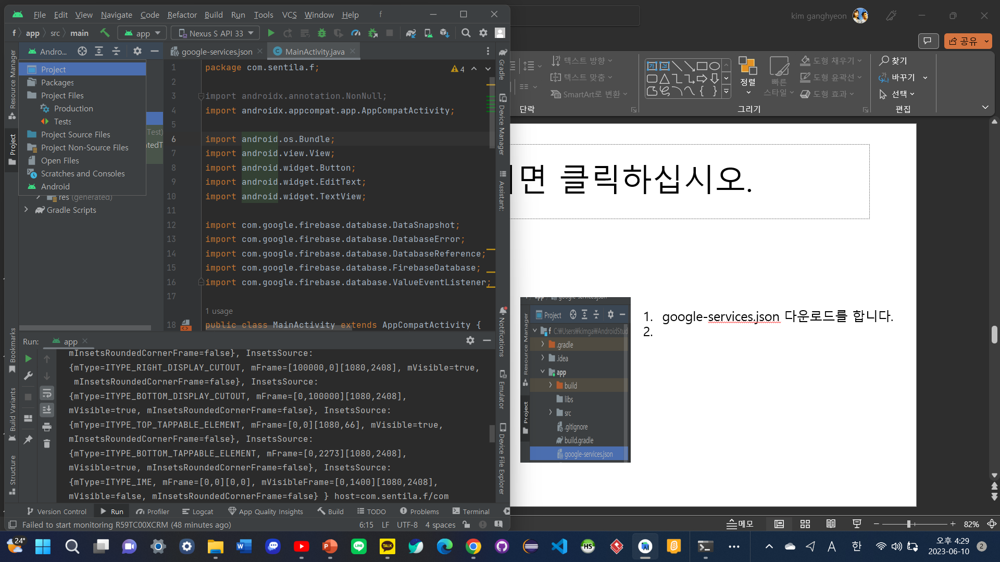 File Edit View Navigate Code Refactor Build Run Tools VCS Window Help f
f app src main app Nexus S API 33
Andro... google-services.json MainActivity.java
Project
Packages
Project Files
Production
Tests
Project Source Files
Project Non-Source Files
Open Files
Scratches and Consoles
Android
Test)
atedT
res (generated)
Gradle Scripts
Resource Manager
Project
Bookmarks
Build Variants
Structure
4
1 package com.sentila.f;
2
3 import androidx.annotation.NonNull;
4 import androidx.appcompat.app.AppCompatActivity;
5
6 import android.os.Bundle;
7 import android.view.View;
8 import android.widget.Button;
9 import android.widget.EditText;
10 import android.widget.TextView;
11
12 import com.google.firebase.database.DataSnapshot;
13 import com.google.firebase.database.DatabaseError;
14 import com.google.firebase.database.DatabaseReference;
15 import com.google.firebase.database.FirebaseDatabase;
16 import com.google.firebase.database.ValueEventListener;
17
1 usage
18 public class MainActivity extends AppCompatActivity {
Gradle
Device Manager
Assistant:
Notifications
Emulator
Device File Explorer
Run: app
mInsetsRoundedCornerFrame=false}, InsetsSource:
{mType=ITYPE_RIGHT_DISPLAY_CUTOUT, mFrame=[100000,0][1080,2408], mVisible=true,
mInsetsRoundedCornerFrame=false}, InsetsSource:
{mType=ITYPE_BOTTOM_DISPLAY_CUTOUT, mFrame=[0,100000][1080,2408],
mVisible=true, mInsetsRoundedCornerFrame=false}, InsetsSource:
{mType=ITYPE_TOP_TAPPABLE_ELEMENT, mFrame=[0,0][1080,66], mVisible=true,
mInsetsRoundedCornerFrame=false}, InsetsSource:
{mType=ITYPE_BOTTOM_TAPPABLE_ELEMENT, mFrame=[0,2273][1080,2408],
mVisible=true, mInsetsRoundedCornerFrame=false}, InsetsSource:
{mType=ITYPE_IME, mFrame=[0,0][0,0], mVisibleFrame=[0,1400][1080,2408],
mVisible=false, mInsetsRoundedCornerFrame=false} } host=com.sentila.f/com
Version Control Run Profiler Logcat App Quality Insights Build TODO Problems Terminal
Failed to start monitoring R59TC00XCRM (48 minutes ago) 6:15 LF UTF-8 4 spaces
kim ganghyeon
공유
텍스트 방향
텍스트 맞춤
SmartArt로 변환
단락
정렬
빠른
스타일
도형 채우기
도형 윤곽선
도형 효과
그리기
찾기
바꾸기
선택
편집
면 클릭하십시오.
app google-services.json
Project
f C:₩Users₩kimga₩AndroidStud
.gradle
.idea
app
build
libs
src
.gitignore
build.gradle
google-services.json
Resource Manager
Project
1. google-services.json 다운로드를 합니다.
2.
메모 82%
24°
W P LINE TALK HS
A 한
오후 4:29
2023-06-10
2